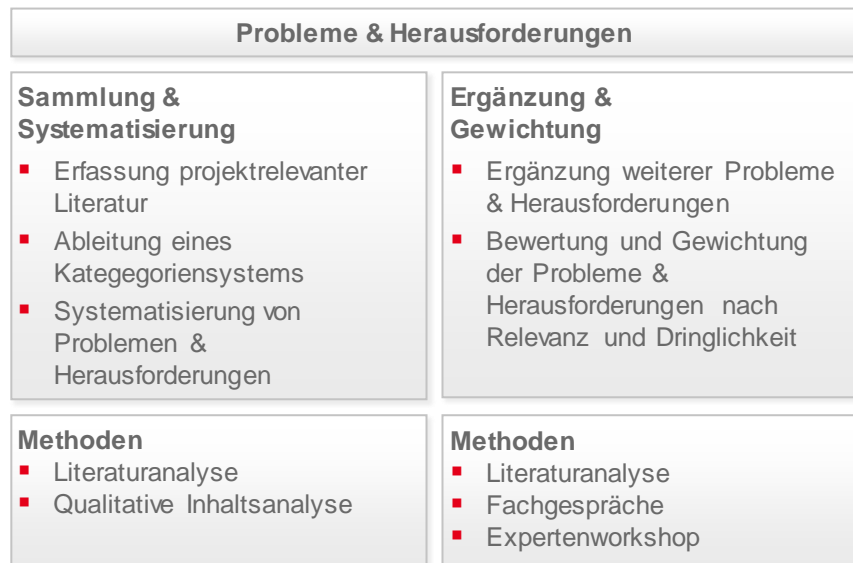 Probleme & Herausforderungen
Sammlung &
Systematisierung
Erfassung projektrelevanter
Literatur
Ableitung eines
Kategegoriensystems
Systematisierung von
Problemen &
Herausforderungen
Ergänzung &
Gewichtung
Ergänzung weiterer Probleme
& Herausforderungen
Bewertung und Gewichtung
der Probleme &
Herausforderungen nach
Relevanz und Dringlichkeit
Methoden
Literaturanalyse
Qualitative Inhaltsanalyse
Methoden
Literaturanalyse
Fachgespräche
Expertenworkshop